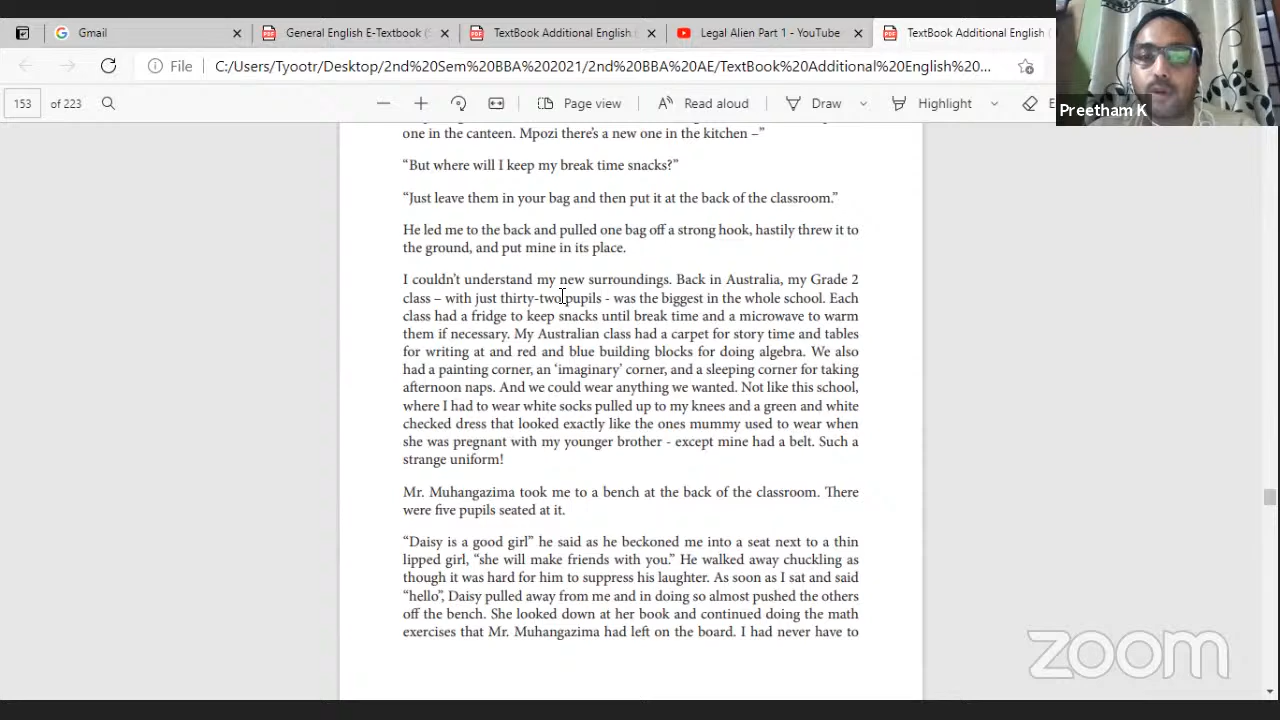 Gmail
General English E-Textbook (
TextBook Additional English
Legal Alien Part 1 - YouTube
TextBook Additional English (
File
C:/Users/Tyootr/Desktop/2nd%20Sem%20BBA%202021/2nd%20BBA%20AE/TextBook%20Additional%20English%20...
153 of 223
Page view
Read aloud
Draw
Highlight
Preetham K
one in the canteen. Mpozi there's a new one in the kitchen –”
“But where will I keep my break time snacks?”
“Just leave them in your bag and then put it at the back of the classroom.”
He led me to the back and pulled one bag off a strong hook, hastily threw it to
the ground, and put mine in its place.
I couldn't understand my new surroundings. Back in Australia, my Grade 2
class – with just thirty-two pupils - was the biggest in the whole school. Each
class had a fridge to keep snacks until break time and a microwave to warm
them if necessary. My Australian class had a carpet for story time and tables
for writing at and red and blue building blocks for doing algebra. We also
had a painting corner, an ‘imaginary’ corner, and a sleeping corner for taking
afternoon naps. And we could wear anything we wanted. Not like this school,
where I had to wear white socks pulled up to my knees and a green and white
checked dress that looked exactly like the ones mummy used to wear when
she was pregnant with my younger brother - except mine had a belt. Such a
strange uniform!
Mr. Muhangazima took me to a bench at the back of the classroom. There
were five pupils seated at it.
“Daisy is a good girl” he said as he beckoned me into a seat next to a thin
lipped girl, “she will make friends with you.” He walked away chuckling as
though it was hard for him to suppress his laughter. As soon as I sat and said
“hello”, Daisy pulled away from me and in doing so almost pushed the others
off the bench. She looked down at her book and continued doing the math
exercises that Mr. Muhangazima had left on the board. I had never have to
zoom